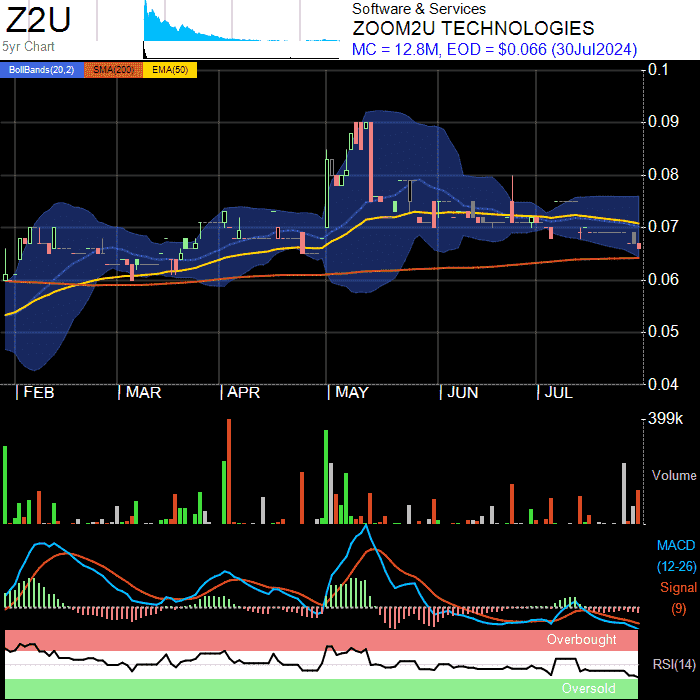 Z2U
5yr Chart
Software & Services
ZOOM2U TECHNOLOGIES
MC = 12.8M, EOD = $0.066 (30Jul2024)
BollBands(20,2) SMA(200) EMA(50)
0.1
0.09
0.08
0.07
0.06
0.05
0.04
FEB MAR APR MAY JUN JUL
399k
Volume
MACD
(12-26)
Signal
(9)
Overbought
RSI(14)
Oversold